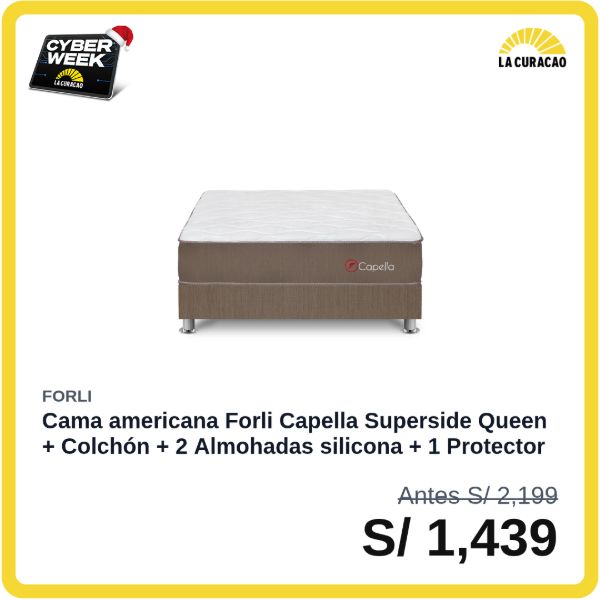 CYBER
WEEK
LA CURACAO
LA CURACAO
Capella
FORLI
Cama americana Forli Capella Superside Queen
+ Colchón + 2 Almohadas silicona + 1 Protector
Antes S/ 2,199
S/ 1,439